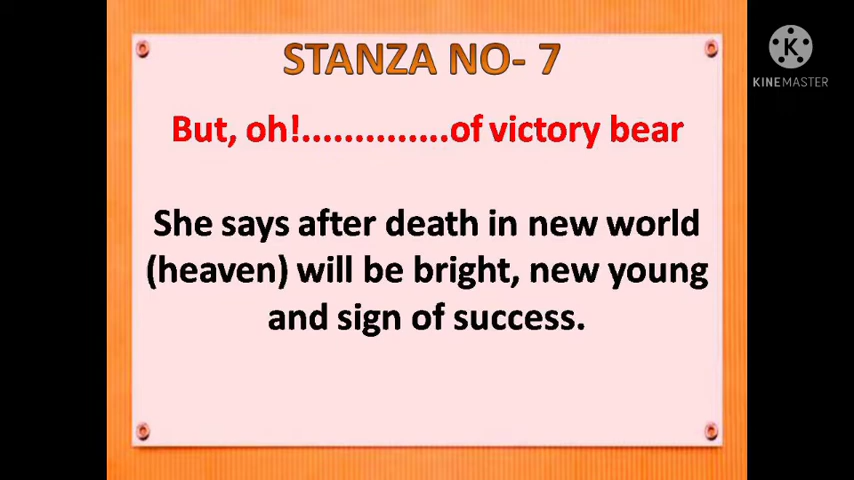 STANZA NO- 7
K
KINEMASTER
But, oh!..............of victory bear
She says after death in new world
(heaven) will be bright, new young
and sign of success.